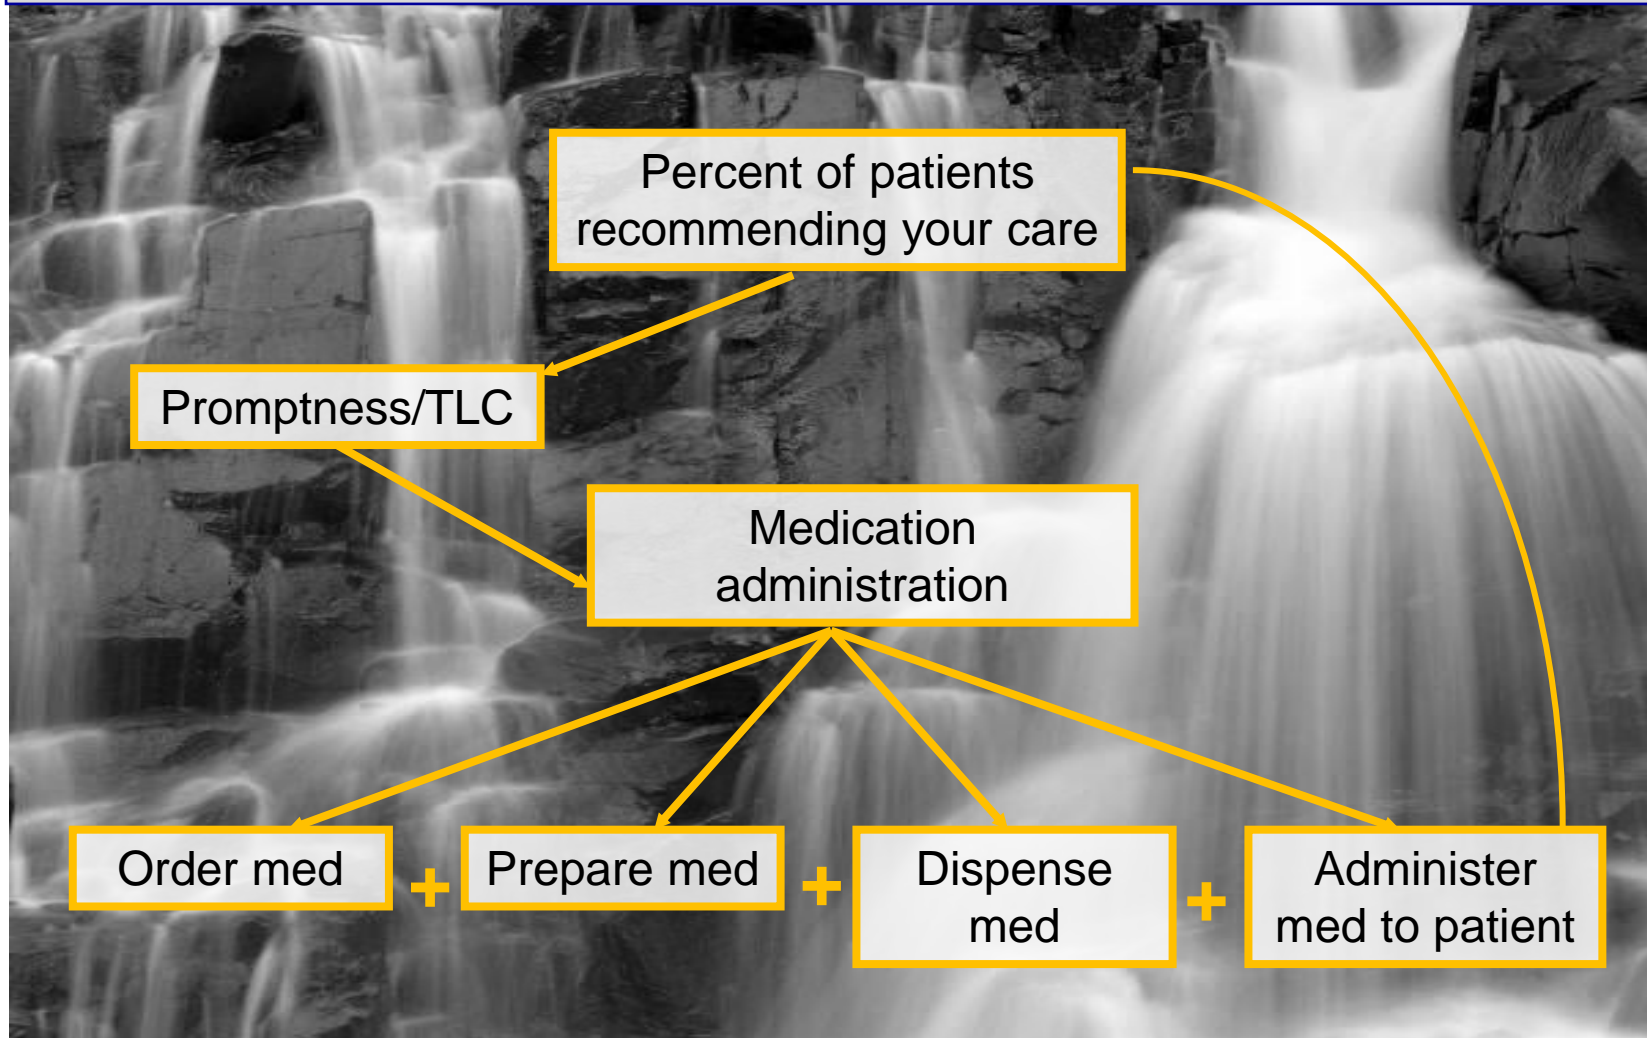 Percent of patients
recommending your care
Promptness/TLC
Medication
administration
Order med
+
Prepare med
+
Dispense
med
+
Administer
med to patient